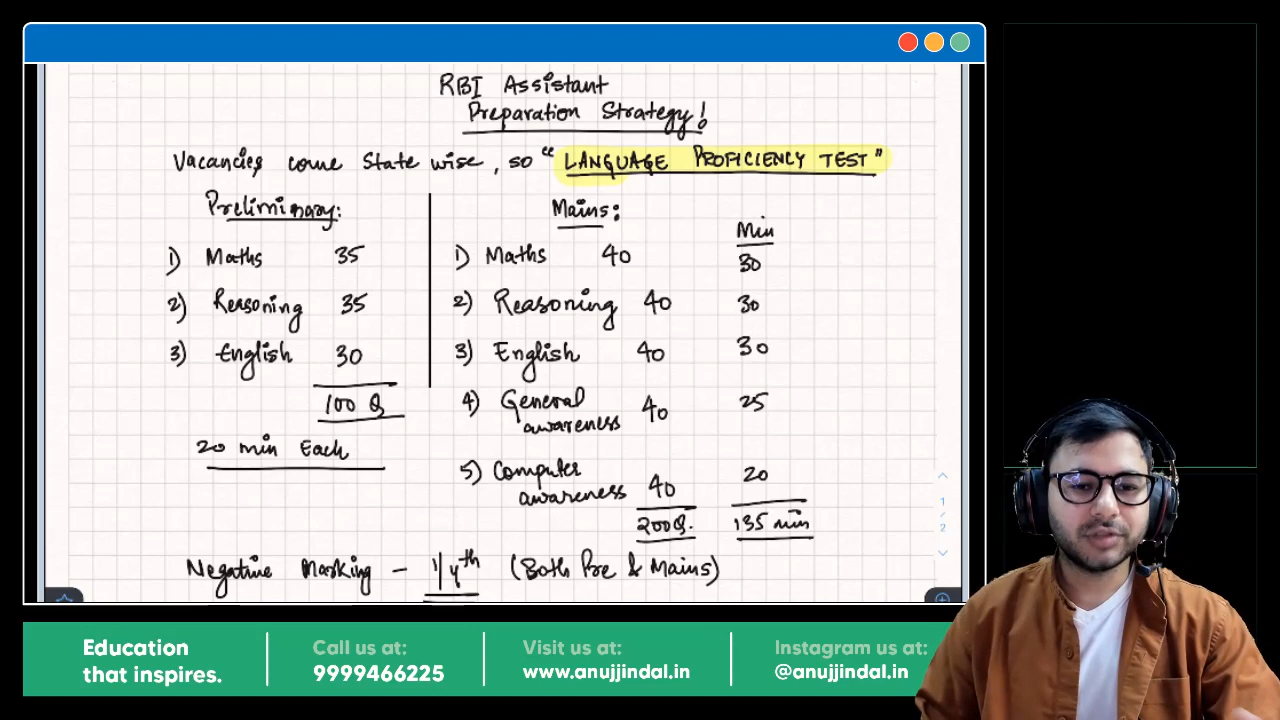 RBI Assistant
Preparation Strategy!
Vacancies come State wise, so "LANGUAGE PROFICIENCY TEST"
Preliminary:
1) Maths 35
2) Reasoning 35
3) English 30
100 Q
20 min Each
Mains: Min
1) Maths 40 30
2) Reasoning 40 30
3) English 40 30
4) General awareness 40 25
5) Computer awareness 40 20
200 Q. 135 min
Negative Marking - 1/4th (Both Pre & Mains)
1
/
2
Education
that inspires.
Call us at:
9999466225
Visit us at:
www.anujjindal.in
Instagram us at:
@anujjindal.in